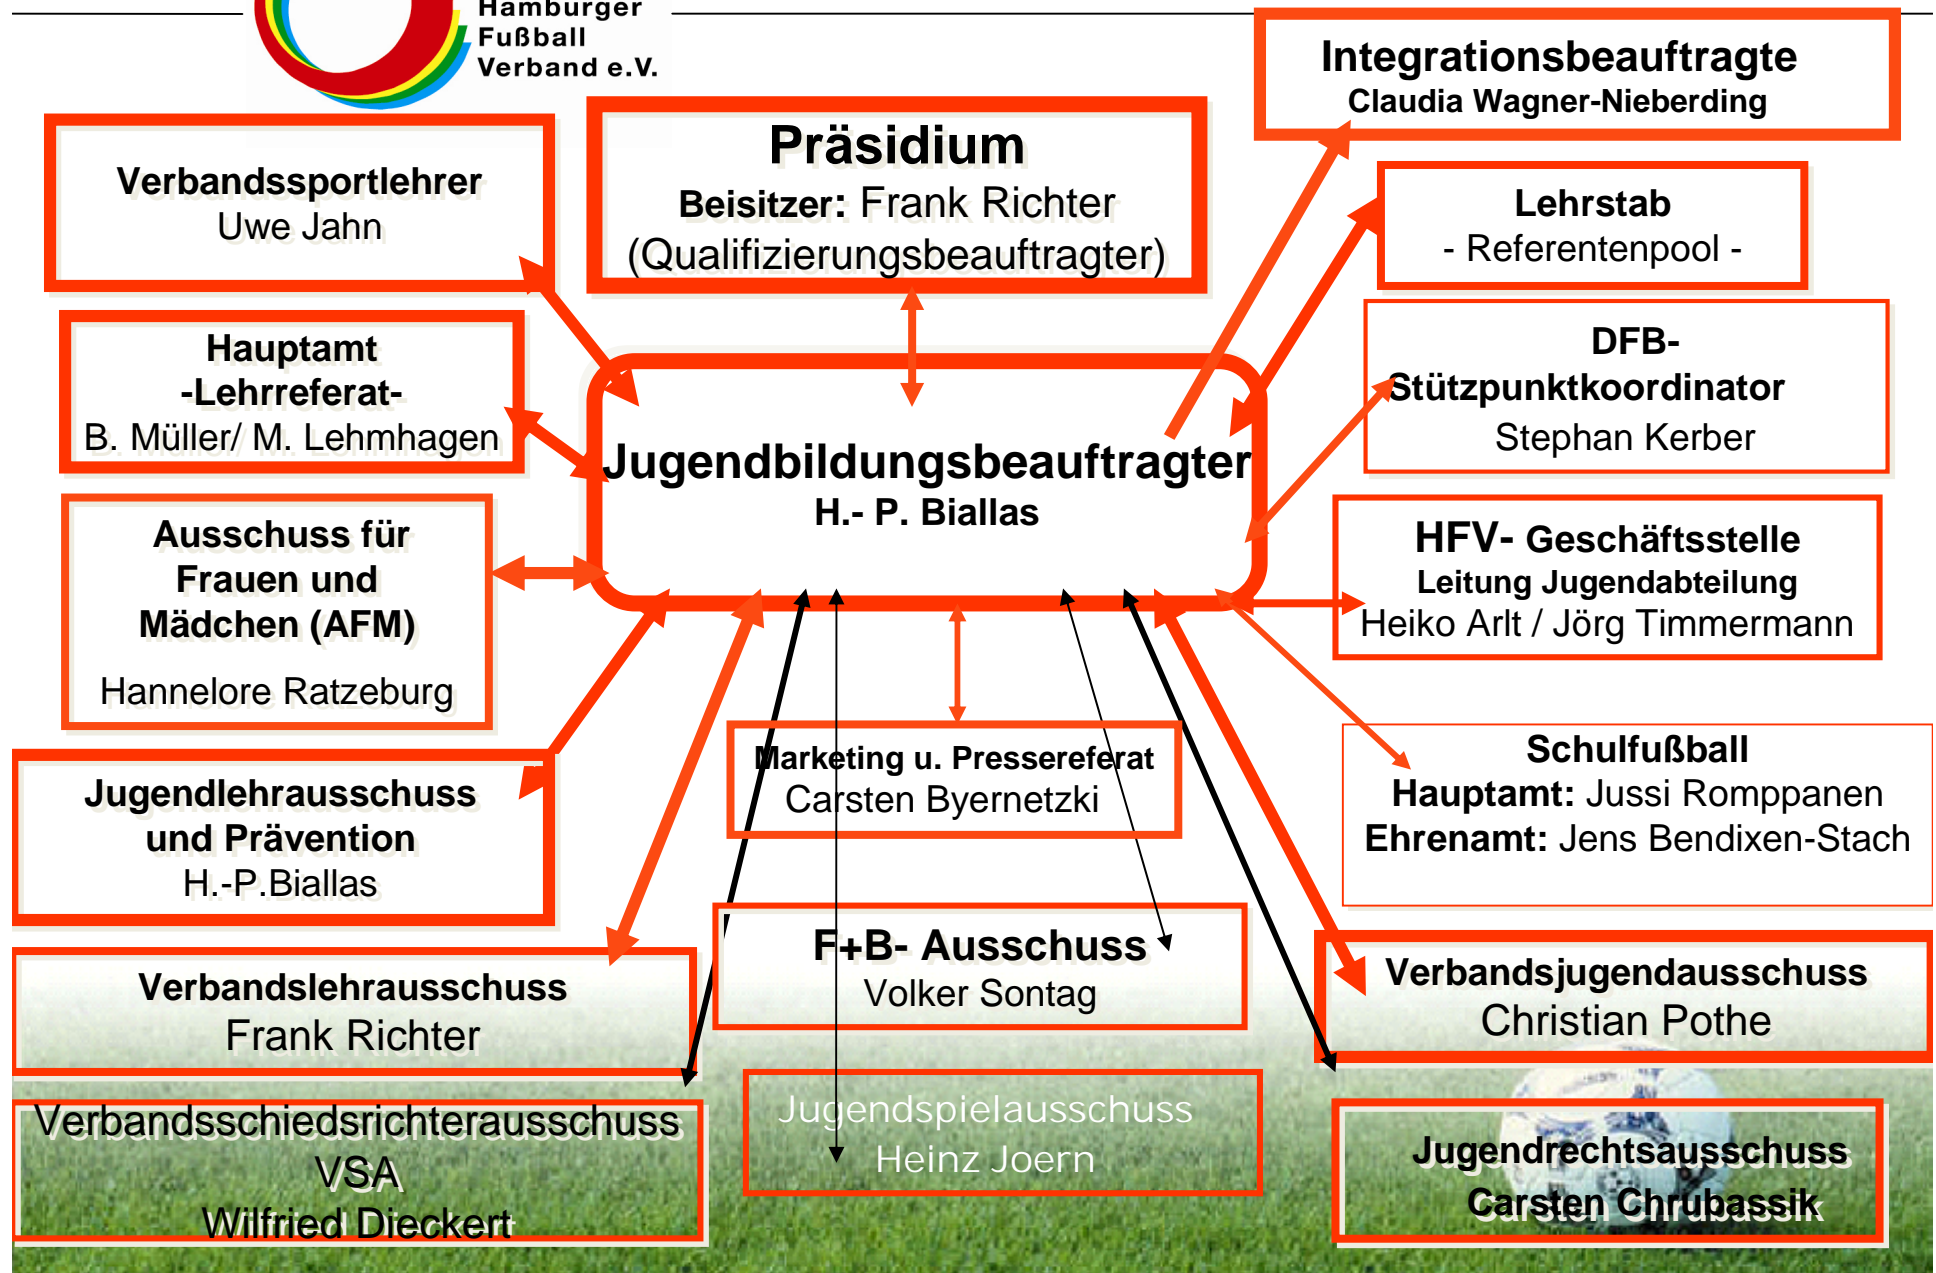 Hamburger
Fußball
Verband e.V.
Integrationsbeauftragte
Claudia Wagner-Nieberding
Präsidium
Beisitzer: Frank Richter
(Qualifizierungsbeauftragter)
Verbandssportlehrer
Uwe Jahn
Lehrstab
- Referentenpool -
Hauptamt
-Lehrreferat-
B. Müller/ M. Lehmhagen
DFB-
Stützpunktkoordinator
Stephan Kerber
Jugendbildungsbeauftragter
H.- P. Biallas
Ausschuss für
Frauen und
Mädchen (AFM)
Hannelore Ratzeburg
HFV- Geschäftsstelle
Leitung Jugendabteilung
Heiko Arlt / Jörg Timmermann
Marketing u. Pressereferat
Carsten Byernetzki
Schulfußball
Hauptamt: Jussi Romppanen
Ehrenamt: Jens Bendixen-Stach
Jugendlehrausschuss
und Prävention
H.-P.Biallas
F+B- Ausschuss
Volker Sontag
Verbandslehrausschuss
Frank Richter
Verbandsjugendausschuss
Christian Pothe
Verbandsschiedsrichterausschuss
VSA
Wilfried Dieckert
Jugendspielausschuss
Heinz Joern
Jugendrechtsausschuss
Carsten Chrubassik